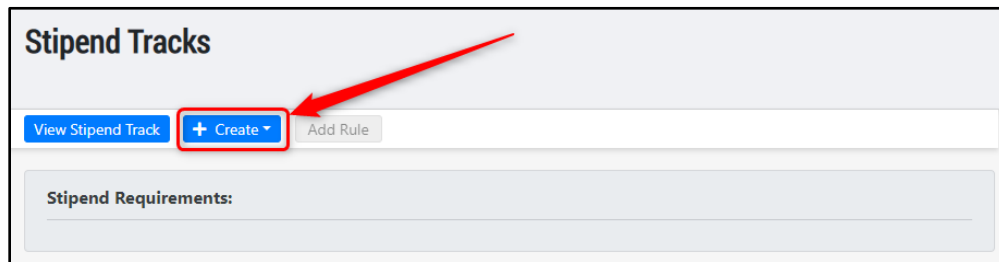 Stipend Tracks
View Stipend Track + Create Add Rule
Stipend Requirements: